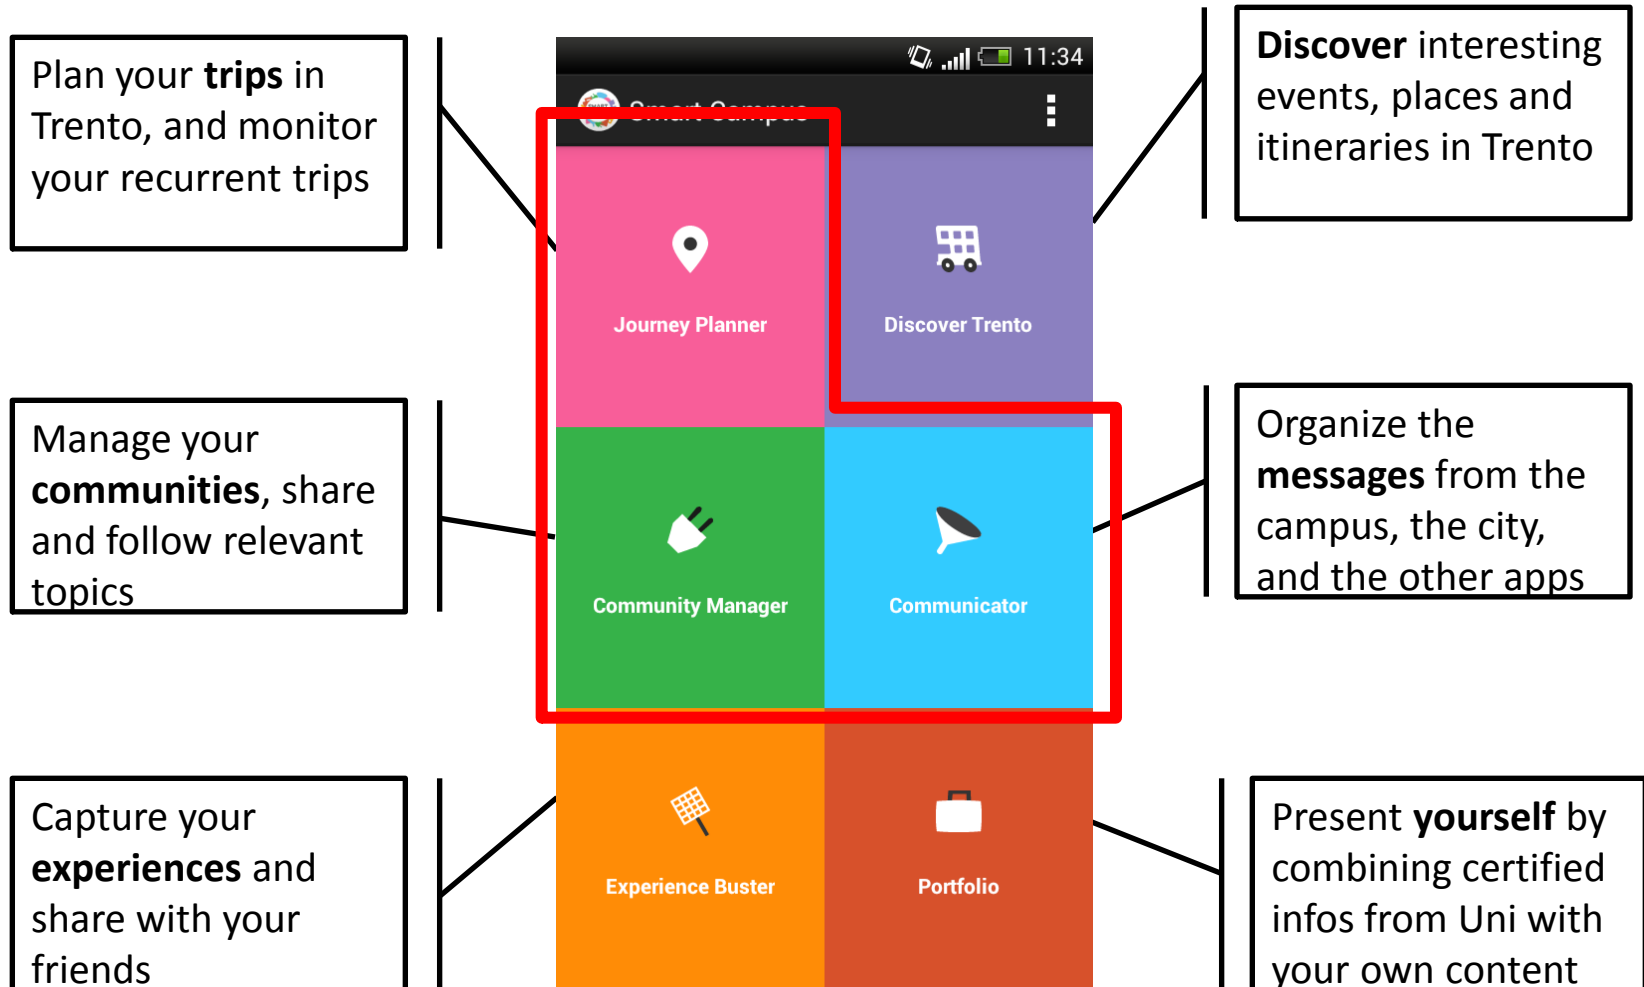 Plan your trips in
Trento, and monitor
your recurrent trips
11:34
Smart Campus
Discover interesting
events, places and
itineraries in Trento
Journey Planner
Discover Trento
Manage your
communities, share
and follow relevant
topics
Community Manager
Communicator
Organize the
messages from the
campus, the city,
and the other apps
Capture your
experiences and
share with your
friends
Experience Buster
Portfolio
Present yourself by
combining certified
infos from Uni with
your own content